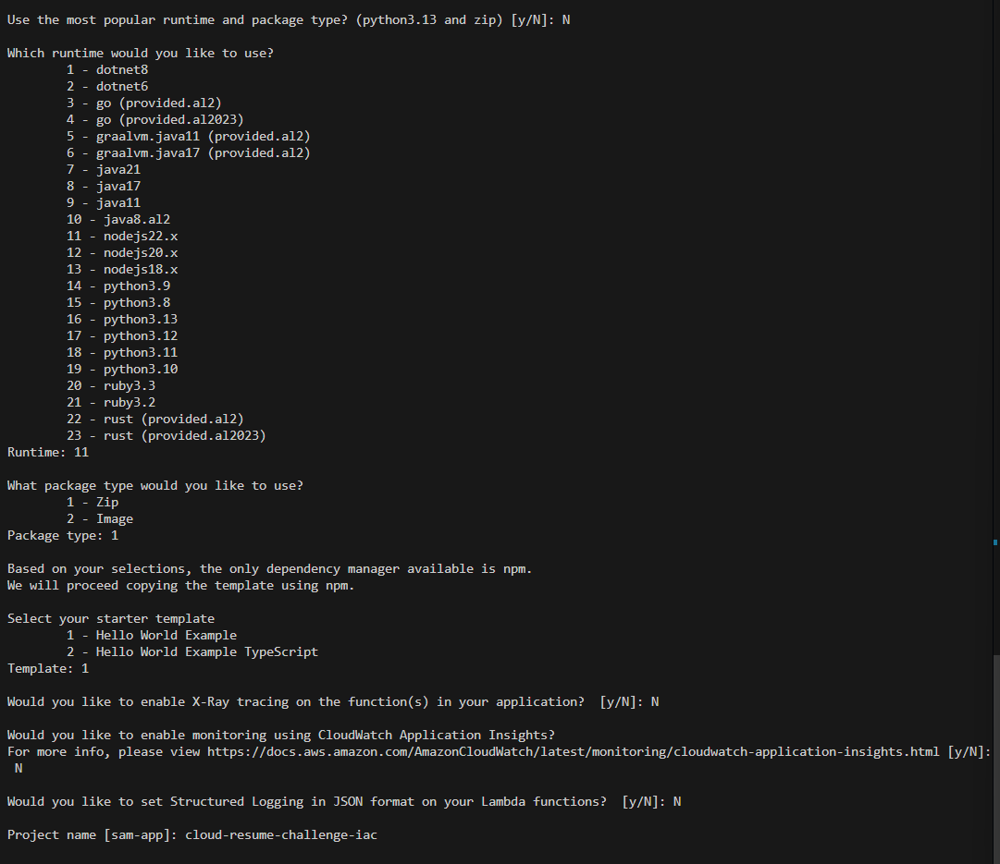 Use the most popular runtime and package type? (python3.13 and zip) [y/N]: N
Which runtime would you like to use?
1 - dotnet8
2 - dotnet6
3 - go (provided.al2)
4 - go (provided.al2023)
5 - graalvm.java11 (provided.al2)
6 - graalvm.java17 (provided.al2)
7 - java21
8 - java17
9 - java11
10 - java8.al2
11 - nodejs22.x
12 - nodejs20.x
13 - nodejs18.x
14 - python3.9
15 - python3.8
16 - python3.13
17 - python3.12
18 - python3.11
19 - python3.10
20 - ruby3.3
21 - ruby3.2
22 - rust (provided.al2)
23 - rust (provided.al2023)
Runtime: 11
What package type would you like to use?
1 - Zip
2 - Image
Package type: 1
Based on your selections, the only dependency manager available is npm.
We will proceed copying the template using npm.
Select your starter template
1 - Hello World Example
2 - Hello World Example TypeScript
Template: 1
Would you like to enable X-Ray tracing on the function(s) in your application?  [y/N]: N
Would you like to enable monitoring using CloudWatch Application Insights?
For more info, please view https://docs.aws.amazon.com/AmazonCloudWatch/latest/monitoring/cloudwatch-application-insights.html [y/N]:
N
Would you like to set Structured Logging in JSON format on your Lambda functions?  [y/N]: N
Project name [sam-app]: cloud-resume-challenge-iac